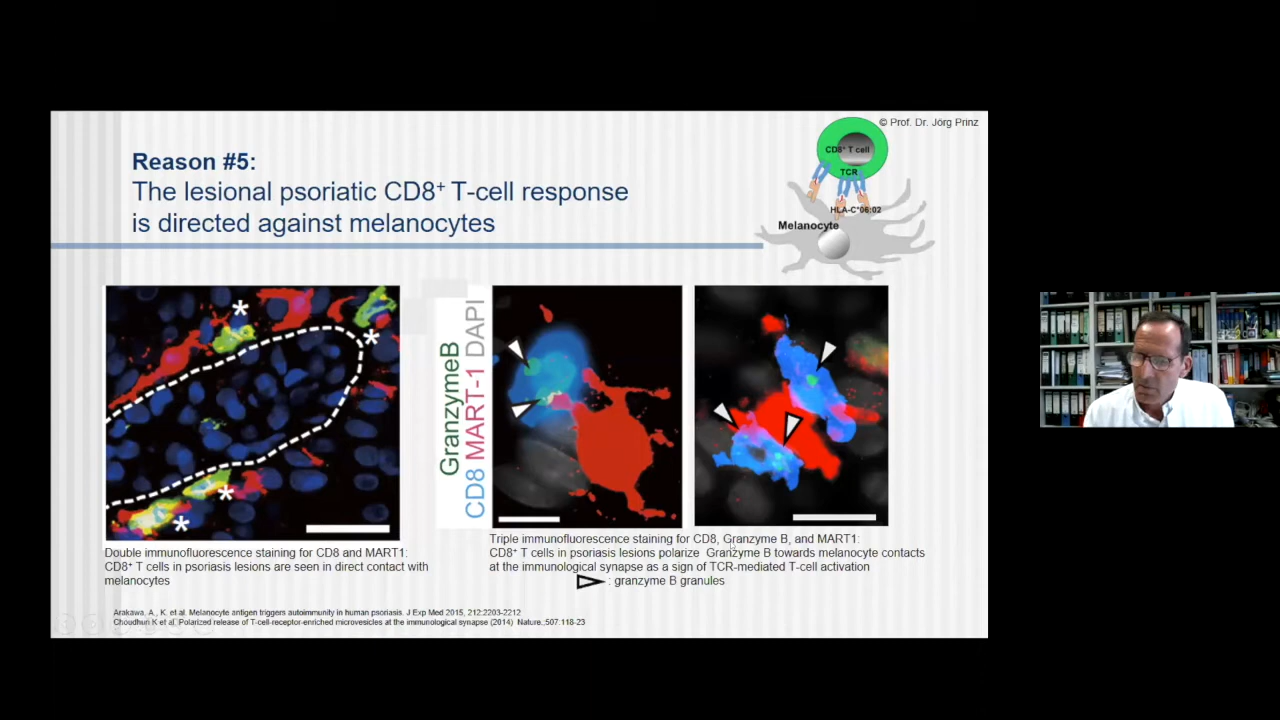 © Prof. Dr. Jörg Prinz
Reason #5:
The lesional psoriatic CD8⁺ T-cell response
is directed against melanocytes
CD8⁺ T cell
TCR
HLA-C*06:02
Melanocyte
*
*
*
*
GranzymeB
CD8 MART-1 DAPI
Double immunofluorescence staining for CD8 and MART1:
CD8⁺ T cells in psoriasis lesions are seen in direct contact with
melanocytes
Triple immunofluorescence staining for CD8, Granzyme B, and MART1:
CD8⁺ T cells in psoriasis lesions polarize Granzyme B towards melanocyte contacts
at the immunological synapse as a sign of TCR-mediated T-cell activation
: granzyme B granules
Arakawa, A., K. et al. Melanocyte antigen triggers autoimmunity in human psoriasis. J Exp Med 2015, 212:2203-2212
Choudhuri K et al. Polarized release of T-cell-receptor-enriched microvesicles at the immunological synapse (2014) Nature.;507:118-23